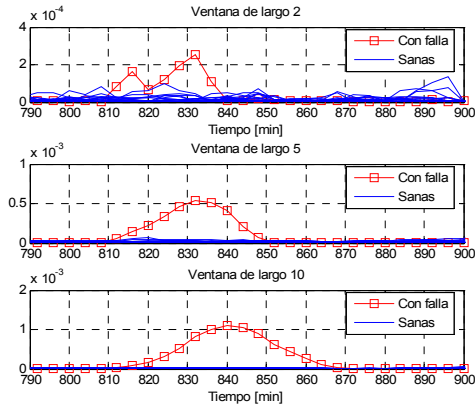 Ventana de largo 2
x 10⁻⁴
4
2
0
Con falla
Sanas
790 800 810 820 830 840 850 860 870 880 890 900
Tiempo [min]
Ventana de largo 5
x 10⁻³
1
0.5
0
Con falla
Sanas
790 800 810 820 830 840 850 860 870 880 890 900
Tiempo [min]
Ventana de largo 10
x 10⁻³
2
1
0
Con falla
Sanas
790 800 810 820 830 840 850 860 870 880 890 900
Tiempo [min]